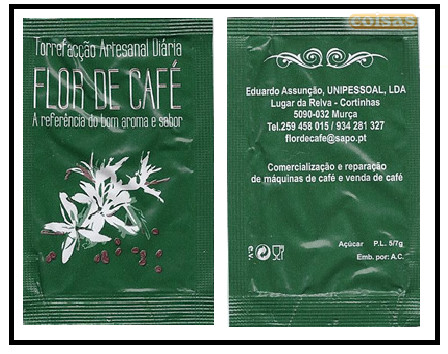 Torrefacção Artesanal Diária
FLOR DE CAFÉ
A referência do bom aroma e sabor
coisas
Eduardo Assunção, UNIPESSOAL, LDA
Lugar da Relva - Cortinhas
5090-032 Murça
Tel.259 458 015 / 934 281 327
flordecafe@sapo.pt
Comercialização e reparação
de máquinas de café e venda de café
Açúcar P.L. 5/7g
Emb. por: A.C.